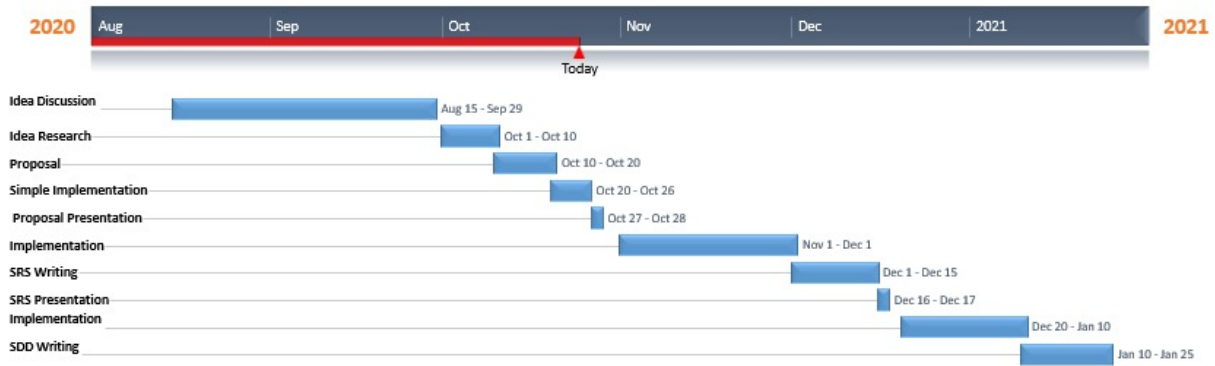 2020 Aug Sep Oct Nov Dec 2021 2021
Today
Idea Discussion Aug 15 - Sep 29
Idea Research Oct 1 - Oct 10
Proposal Oct 10 - Oct 20
Simple Implementation Oct 20 - Oct 26
Proposal Presentation Oct 27 - Oct 28
Implementation Nov 1 - Dec 1
SRS Writing Dec 1 - Dec 15
SRS Presentation Dec 16 - Dec 17
Implementation Dec 20 - Jan 10
SDD Writing Jan 10 - Jan 25